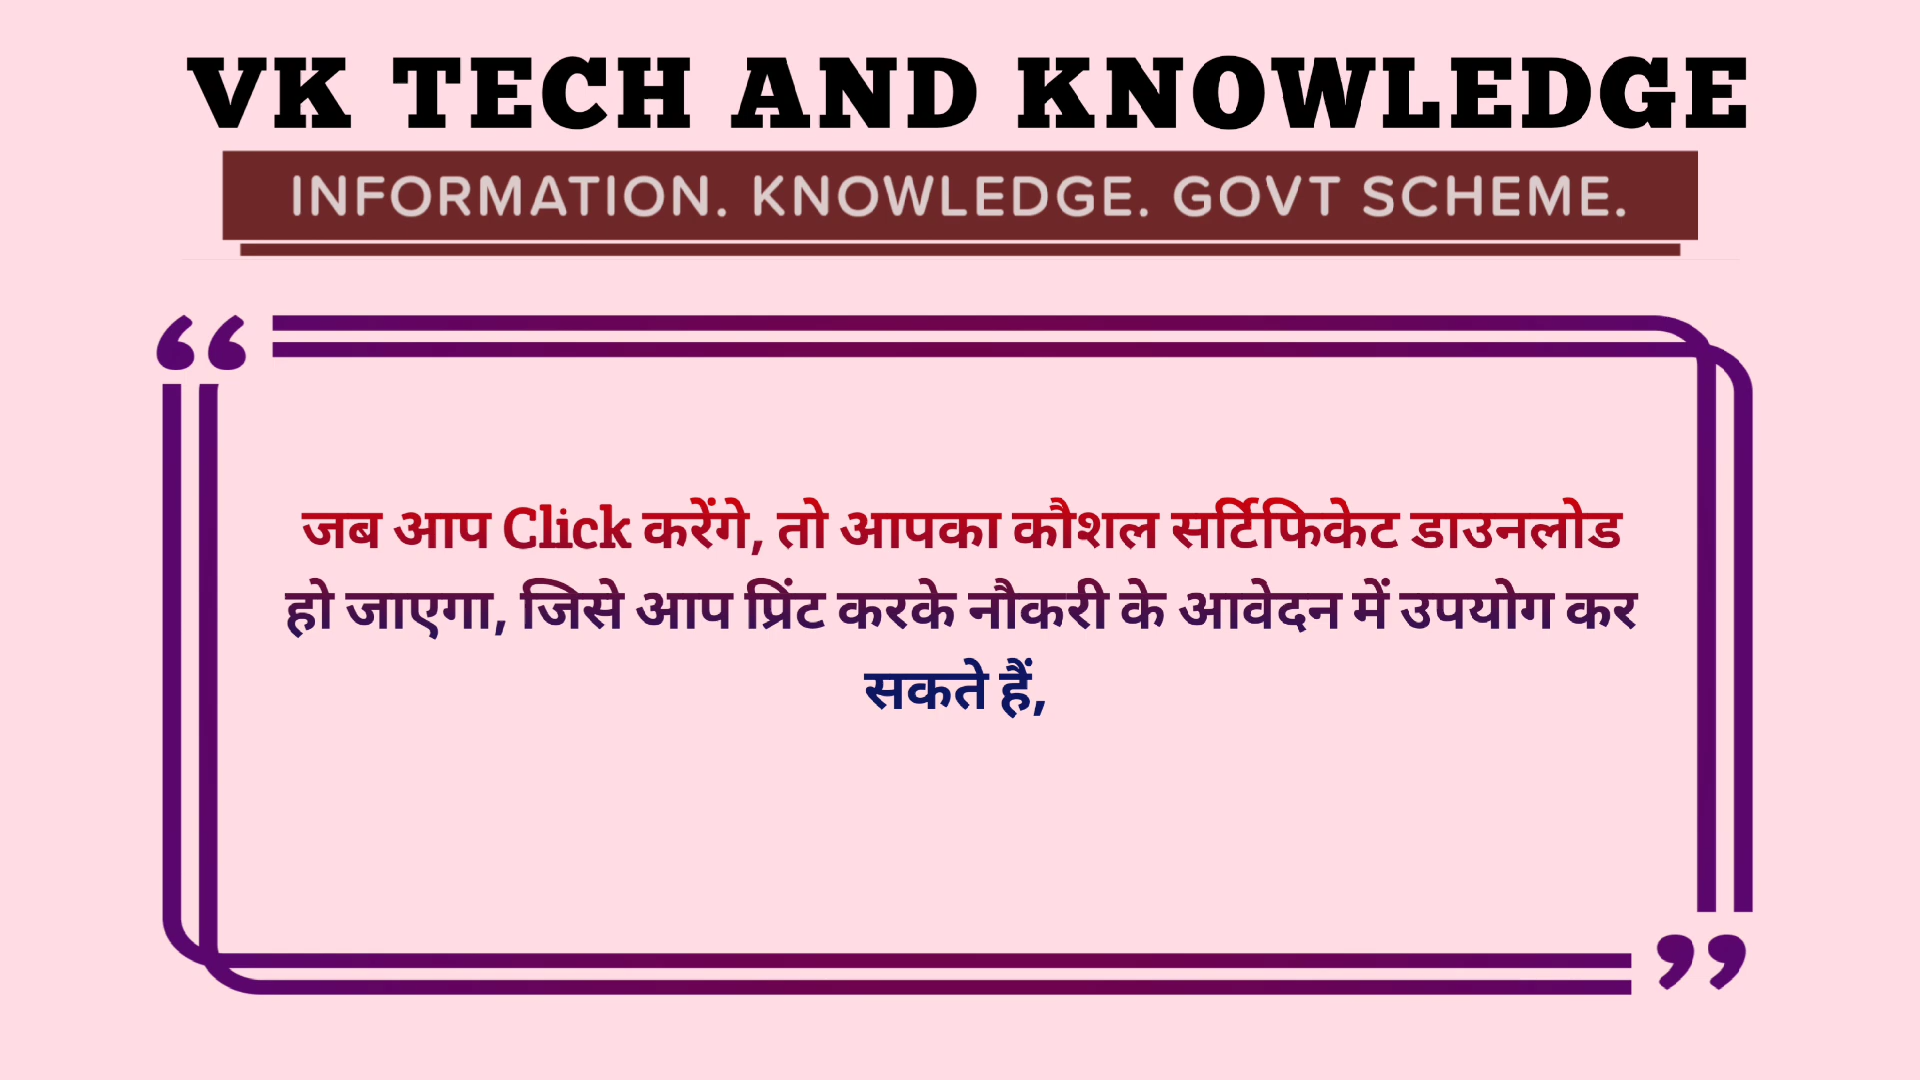 VK TECH AND KNOWLEDGE
INFORMATION. KNOWLEDGE. GOVT SCHEME.
जब आप Click करेंगे, तो आपका कौशल सर्टिफिकेट डाउनलोड
हो जाएगा, जिसे आप प्रिंट करके नौकरी के आवेदन में उपयोग कर
सकते हैं,